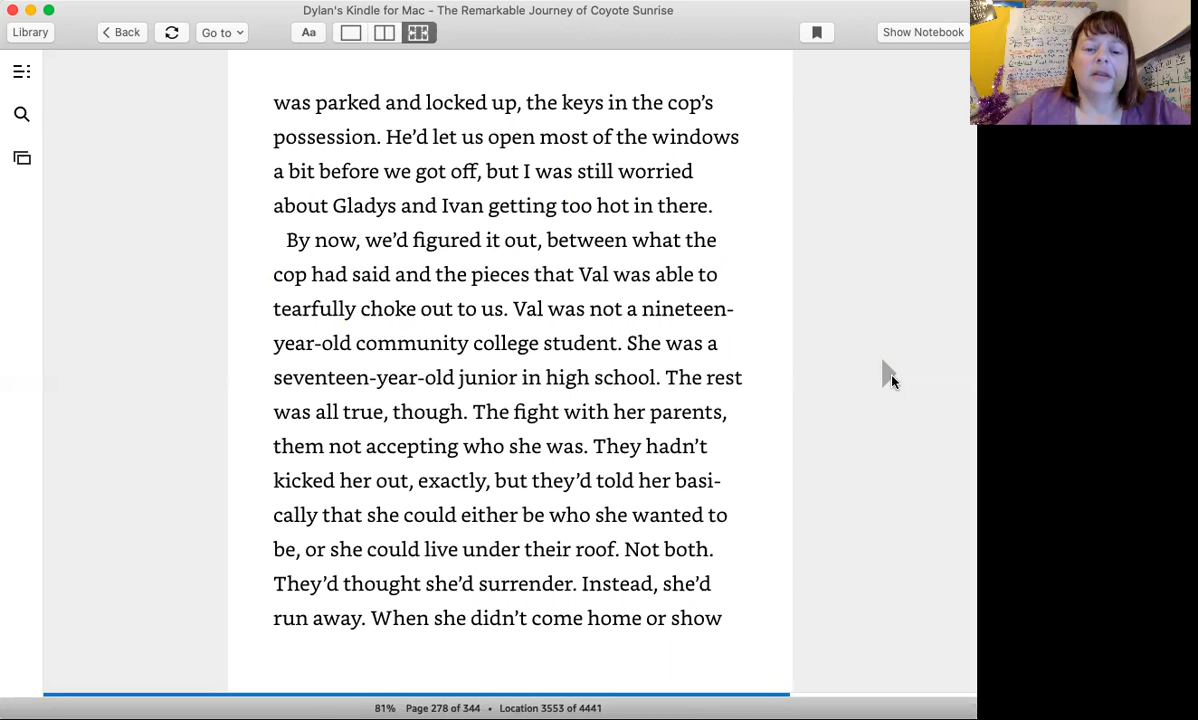 Dylan's Kindle for Mac - The Remarkable Journey of Coyote Sunrise
Library
Back
Go to
Aa
Show Notebook
was parked and locked up, the keys in the cop’s
possession. He’d let us open most of the windows
a bit before we got off, but I was still worried
about Gladys and Ivan getting too hot in there.
By now, we’d figured it out, between what the
cop had said and the pieces that Val was able to
tearfully choke out to us. Val was not a nineteen-
year-old community college student. She was a
seventeen-year-old junior in high school. The rest
was all true, though. The fight with her parents,
them not accepting who she was. They hadn’t
kicked her out, exactly, but they’d told her basi-
cally that she could either be who she wanted to
be, or she could live under their roof. Not both.
They’d thought she’d surrender. Instead, she’d
run away. When she didn’t come home or show
81% Page 278 of 344 • Location 3553 of 4441